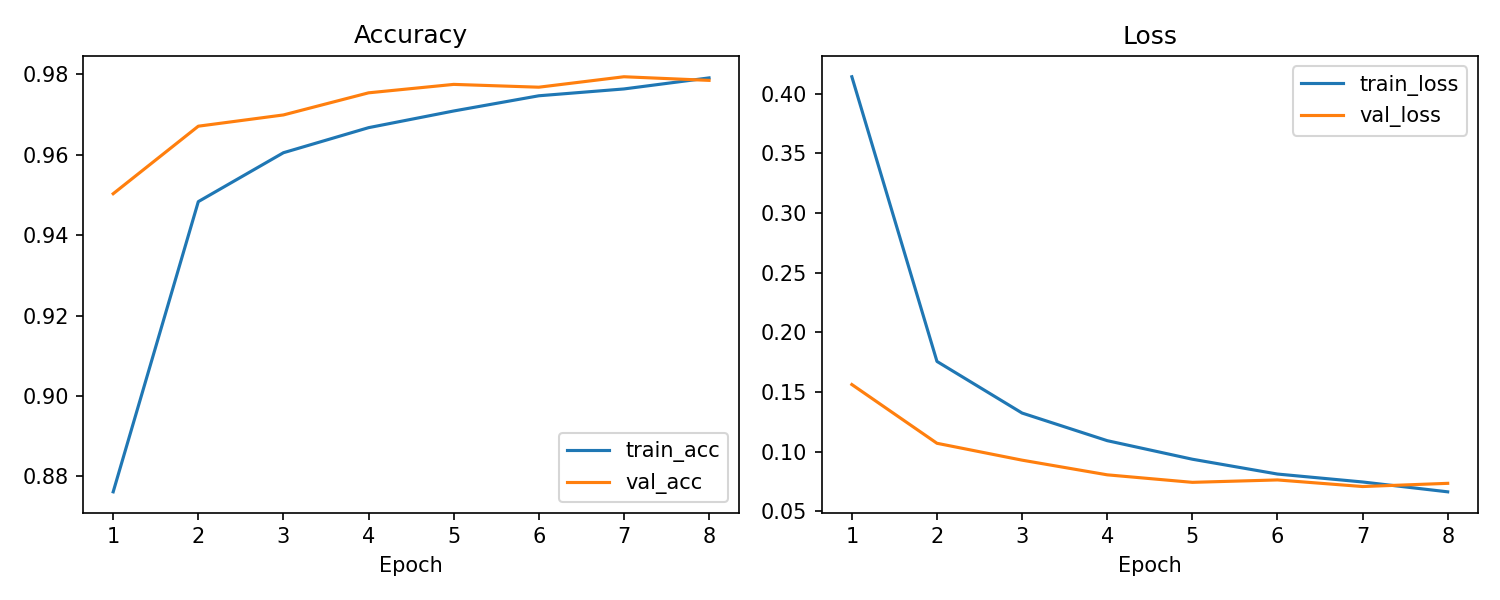 Accuracy
0.98
0.96
0.94
0.92
0.90
0.88
train_acc
val_acc
1 2 3 4 5 6 7 8
Epoch
Loss
0.40
0.35
0.30
0.25
0.20
0.15
0.10
0.05
train_loss
val_loss
1 2 3 4 5 6 7 8
Epoch